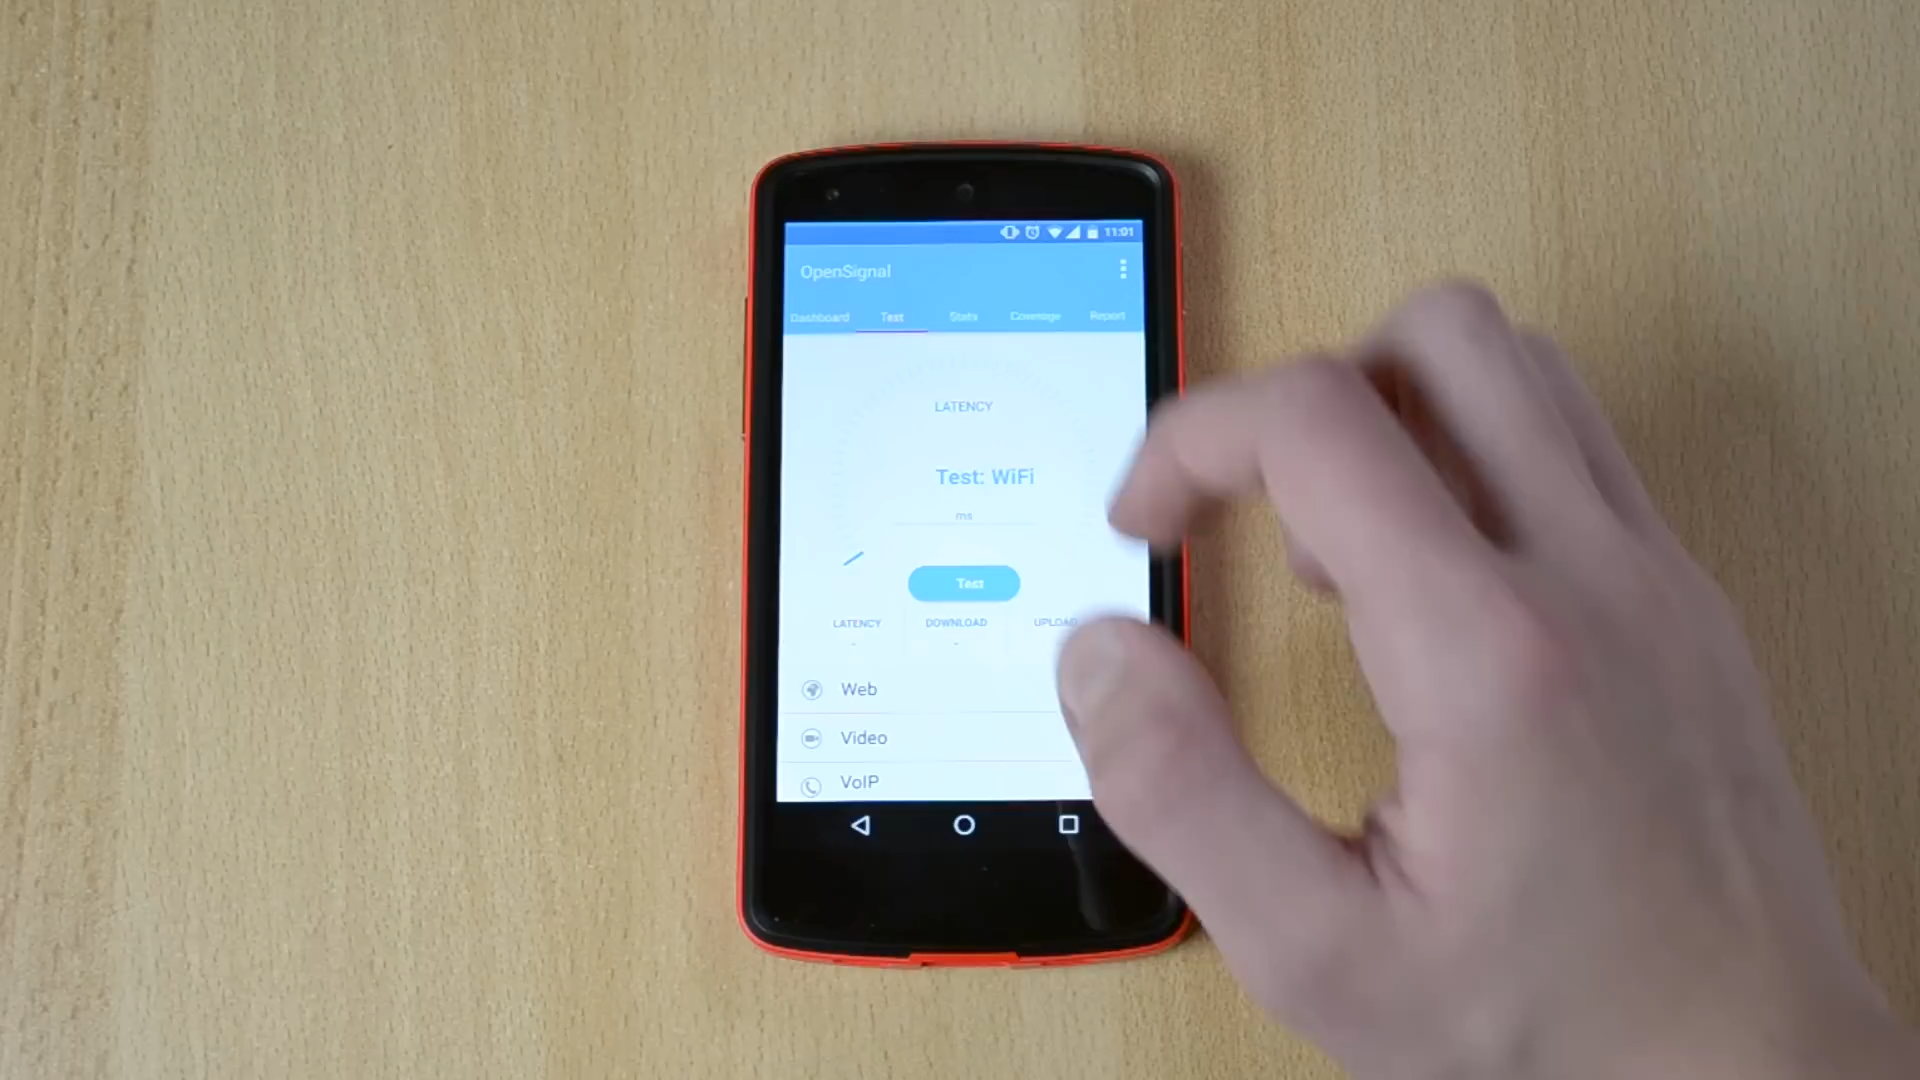 11:01
OpenSignal
Dashboard Test Stats Coverage Report
LATENCY
Test: WiFi
ms
Test
LATENCY DOWNLOAD UPLOAD
- -
Web
Video
VoIP